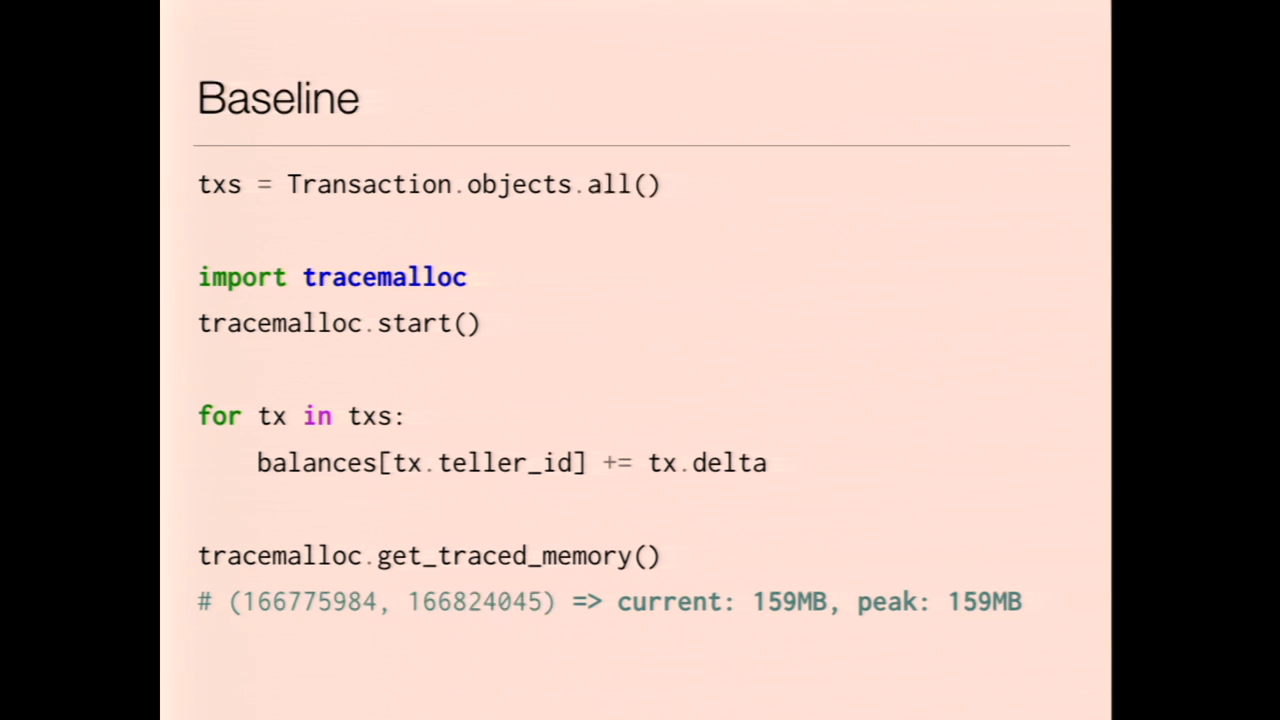 Baseline
txs = Transaction.objects.all()
import tracemalloc
tracemalloc.start()
for tx in txs:
    balances[tx.teller_id] += tx.delta
tracemalloc.get_traced_memory()
# (166775984, 166824045) => current: 159MB, peak: 159MB